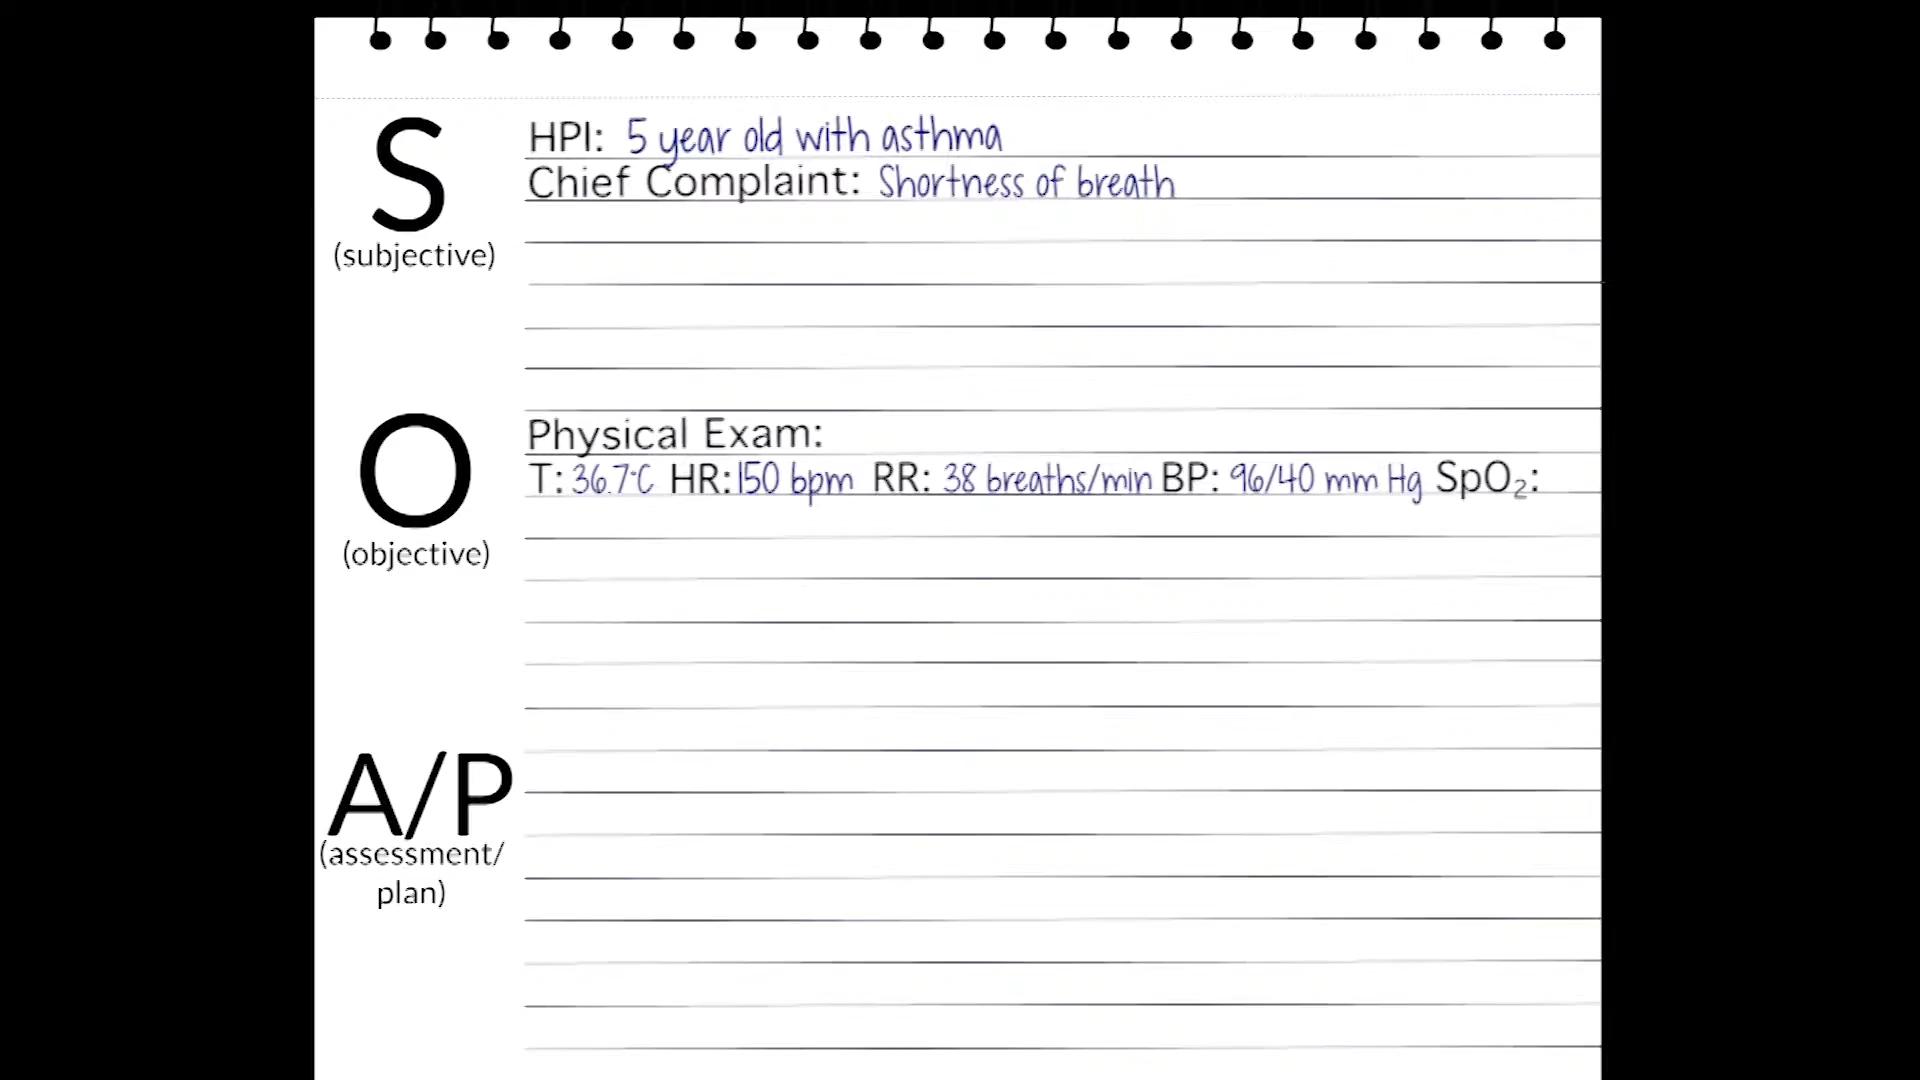 S
(subjective)
HPI: 5 year old with asthma
Chief Complaint: Shortness of breath
O
(objective)
Physical Exam:
T: 36.7°C HR: 150 bpm RR: 38 breaths/min BP: 96/40 mm Hg SpO₂:
A/P
(assessment/
plan)